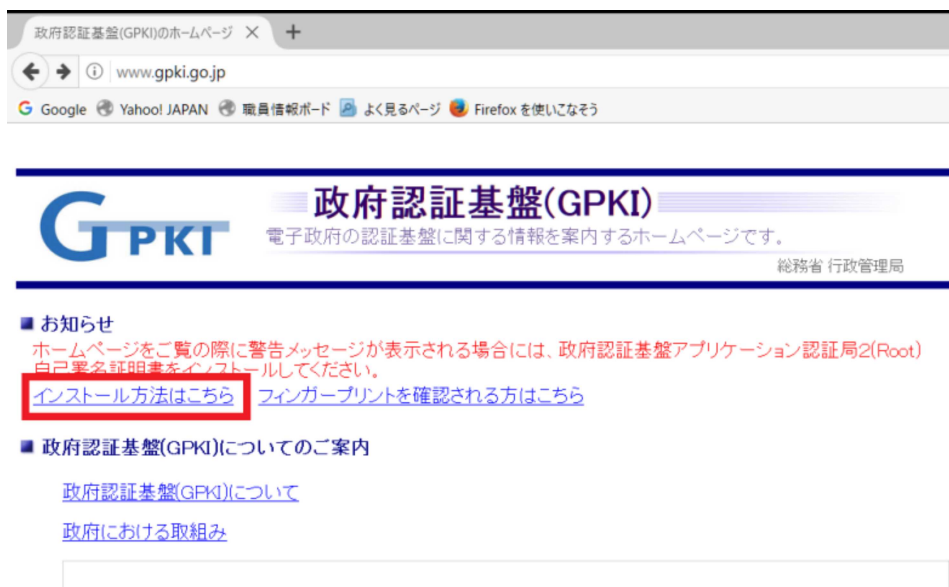 政府認証基盤(GPKI)のホームページ
www.gpki.go.jp
Google Yahoo! JAPAN 職員情報ボード よく見るページ Firefox を使いこなそう
GPKI
政府認証基盤(GPKI)
電子政府の認証基盤に関する情報を案内するホームページです。
総務省 行政管理局
お知らせ
ホームページをご覧の際に警告メッセージが表示される場合には、政府認証基盤アプリケーション認証局2(Root)
自己署名証明書をインストールしてください。
インストール方法はこちら フィンガープリントを確認される方はこちら
政府認証基盤(GPKI)についてのご案内
政府認証基盤(GPKI)について
政府における取組み